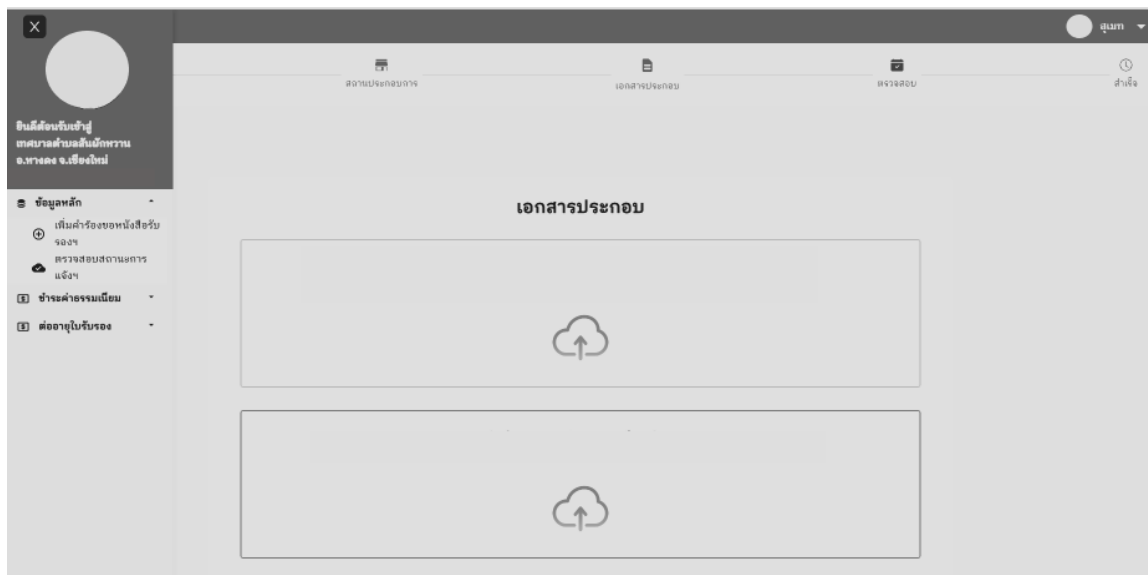 สุเมท
สถานประกอบการ
เอกสารประกอบ
ตรวจสอบ
สำเร็จ
ยินดีต้อนรับเข้าสู่
เทศบาลตำบลสันผักหวาน
อ.หางดง จ.เชียงใหม่
ข้อมูลหลัก
เพิ่มคำร้องขอหนังสือรับ
รองฯ
ตรวจสอบสถานะการ
แจ้งฯ
ชำระค่าธรรมเนียม
ต่ออายุใบรับรอง
เอกสารประกอบ